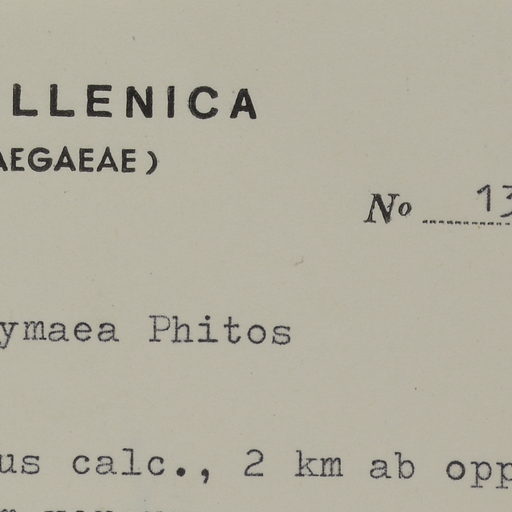 LLENICA
AEGAEAE)
No 13
ymaea Phitos
us calc., 2 km ab opp